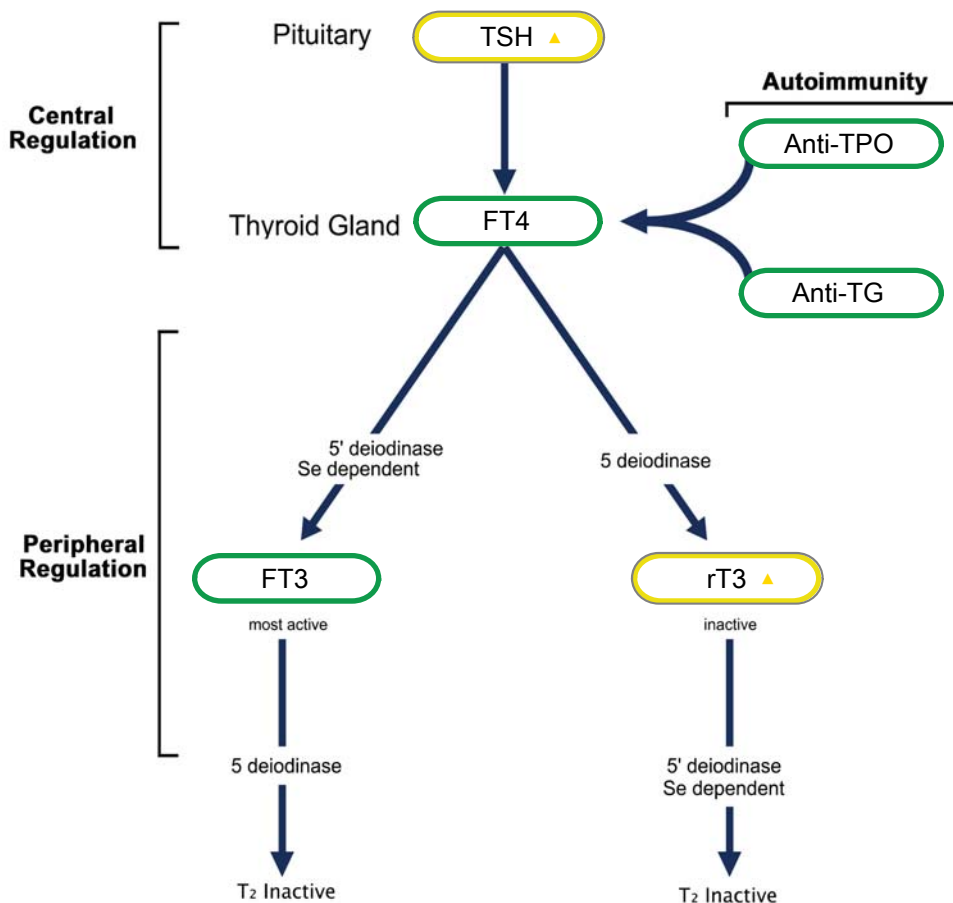 Pituitary
TSH ▲
Autoimmunity
Central
Regulation
Anti-TPO
Thyroid Gland
FT4
Anti-TG
5' deiodinase
Se dependent
5 deiodinase
Peripheral
Regulation
FT3
rT3 ▲
most active
inactive
5 deiodinase
5' deiodinase
Se dependent
T₂ Inactive
T₂ Inactive